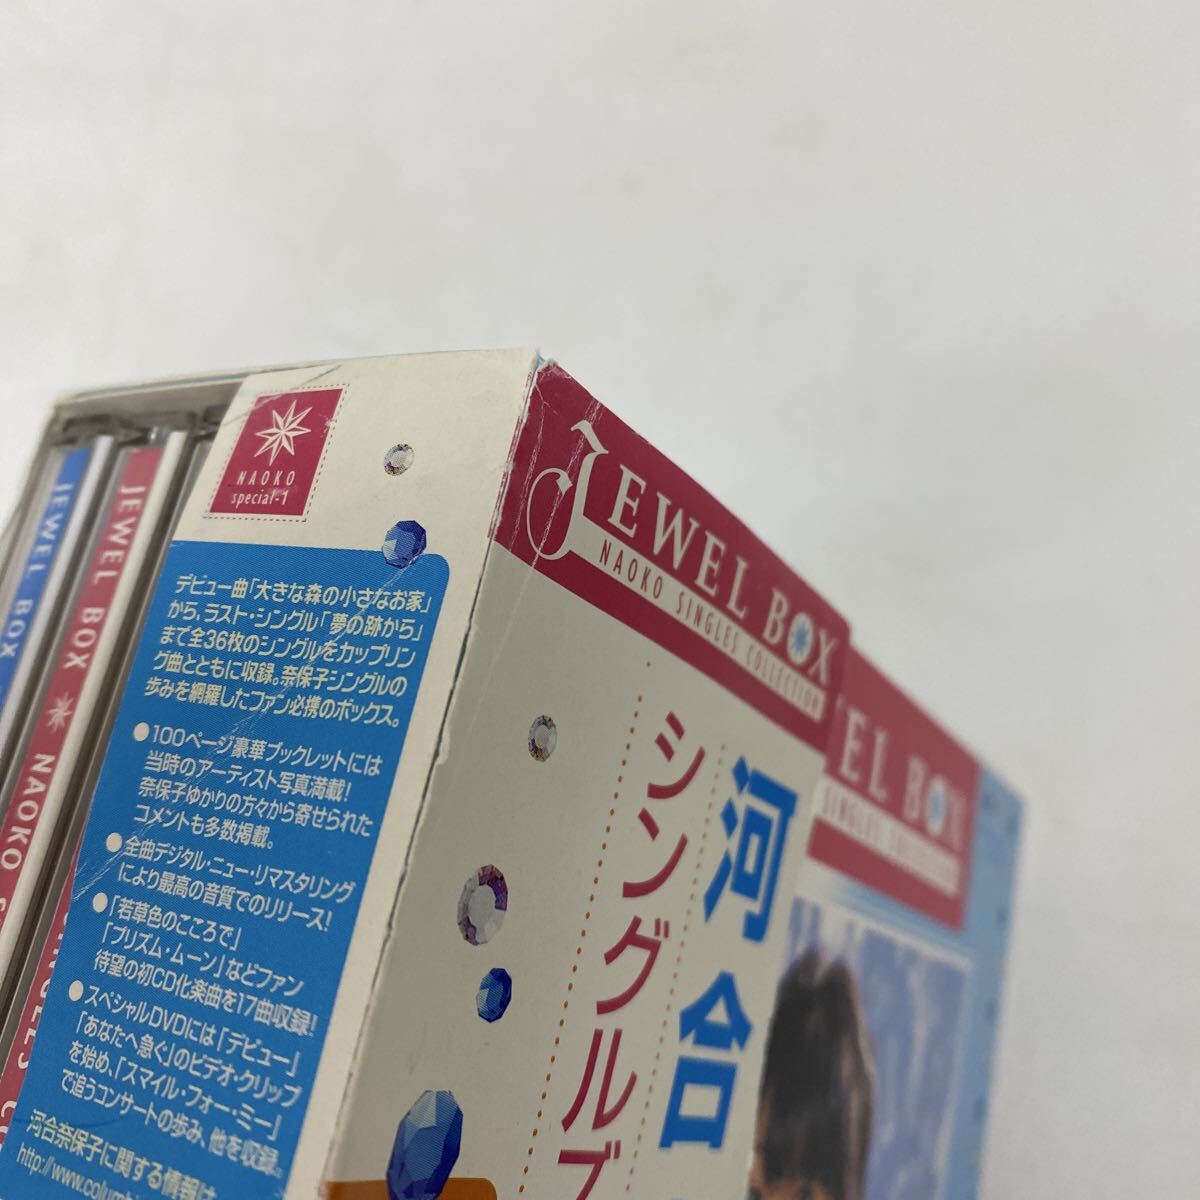 JEWEL BOX
JEWEL BOX NAOKO S
SINGLES
NAOKO
special-1
デビュー曲「大きな森の小さなお家」
から、ラスト・シングル「夢の跡から」
まで全36枚のシングルをカップリン
グ曲とともに収録。奈保子シングルの
歩みを網羅したファン必携のボックス。
●100ページ豪華ブックレットには
当時のアーティスト写真満載!
奈保子ゆかりの方々から寄せられた
コメントも多数掲載。
●全曲デジタル・ニュー・リマスタリング
により最高の音質でのリリース!
●「若草色のこころで」
「プリズム・ムーン」などファン
待望の初CD化楽曲を17曲収録!
●スペシャルDVDには「デビュー」
「あなたへ急ぐ」のビデオ・クリップ
を始め、「スマイル・フォー・ミー」
で追うコンサートの歩み、他を収録。
河合奈保子に関する情報は
http://www.columbi
JEWEL BOX
NAOKO SINGLES COLLECTION
河合
シングルズ
EL BOX
SINGLES COLLECTION